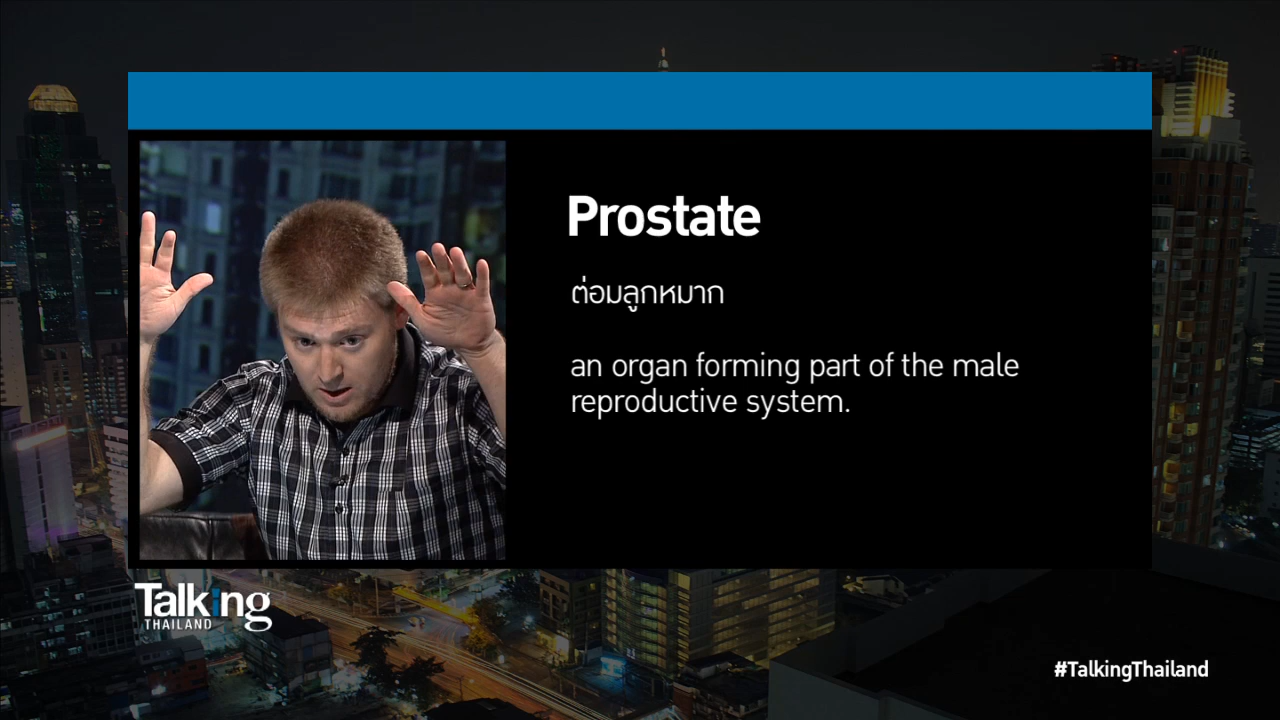 Prostate
ต่อมลูกหมาก
an organ forming part of the male
reproductive system.
Talking
THAILAND
#TalkingThailand